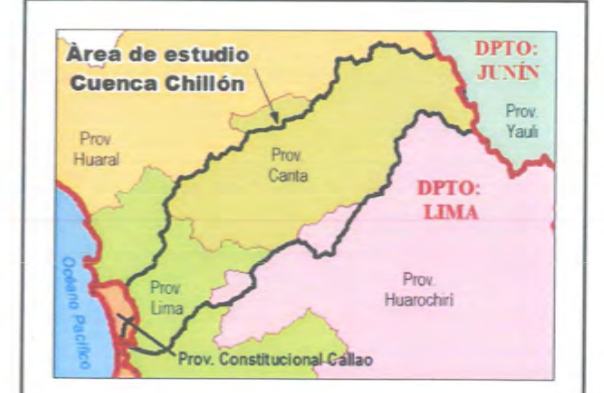 Àrea de estudio
Cuenca Chillón
DPTO:
JUNÍN
Prov.
Yauli
Prov
Huaral
Prov.
Canta
DPTO:
LIMA
Océano Pacífico
Prov
Lima
Prov.
Huarochirí
Prov. Constitucional Callao